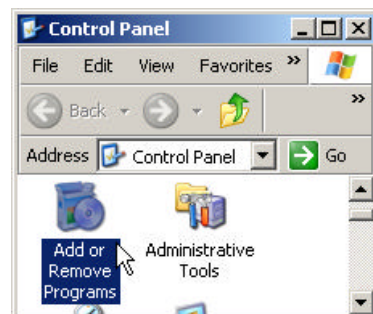 Control Panel
File Edit View Favorites »
Back »
Address Control Panel Go
Add or Administrative
Remove Tools
Programs